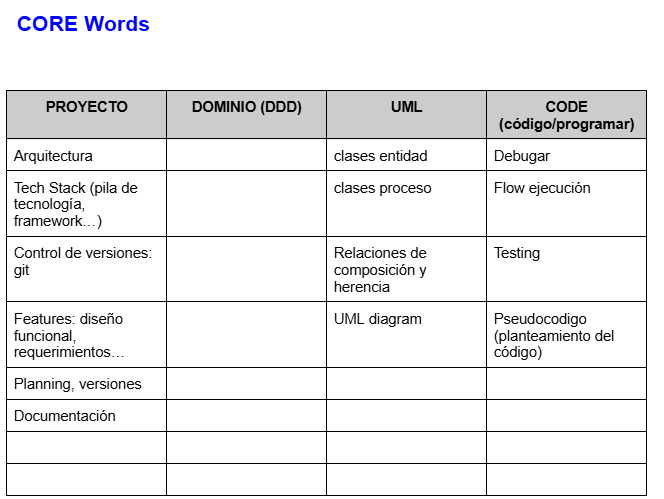 CORE Words
PROYECTO
DOMINIO (DDD)
UML
CODE
(código/programar)
Arquitectura
clases entidad
Debugar
Tech Stack (pila de
tecnología,
framework…)
clases proceso
Flow ejecución
Control de versiones:
git
Relaciones de
composición y
herencia
Testing
Features: diseño
funcional,
requerimientos…
UML diagram
Pseudocodigo
(planteamiento del
código)
Planning, versiones
Documentación